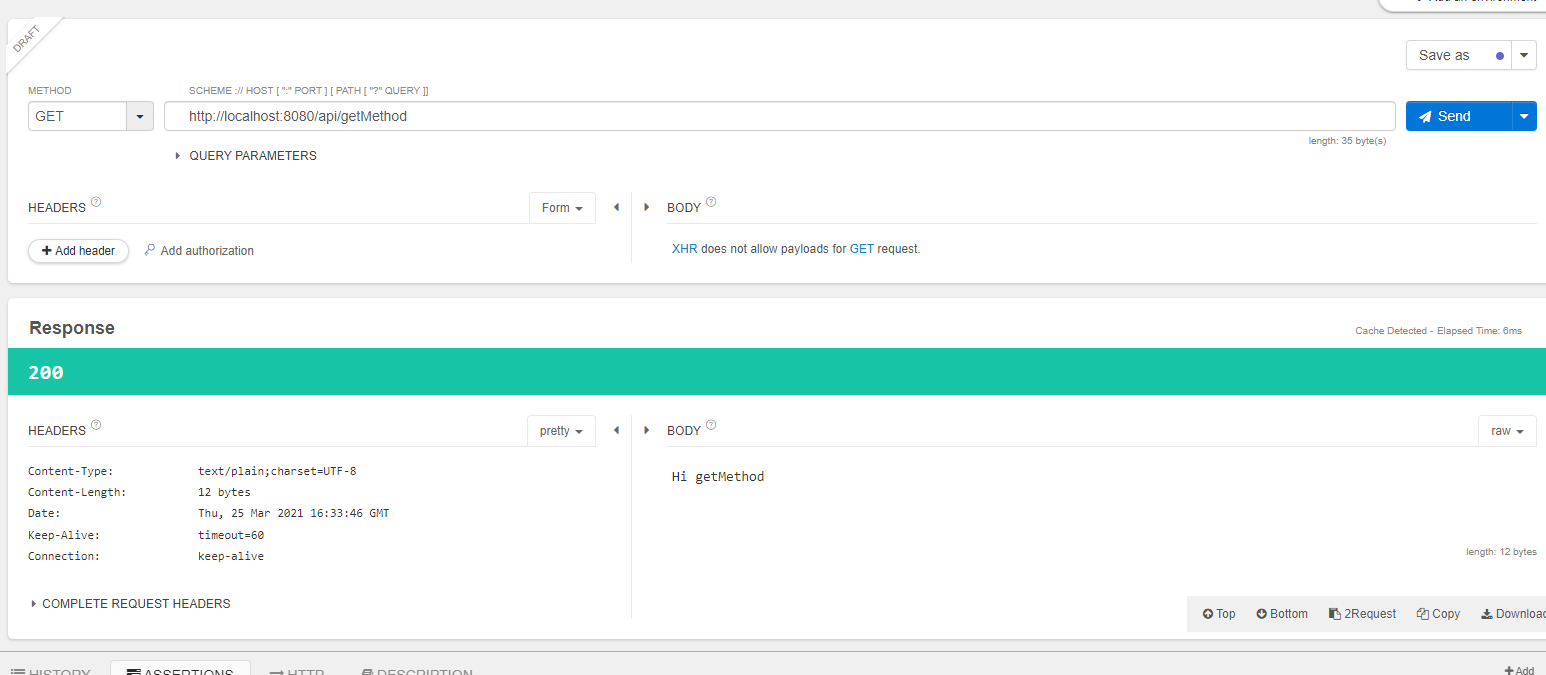 DRAFT
Save as
METHOD
SCHEME :// HOST [ ":" PORT ] [ PATH [ "?" QUERY ]]
GET
http://localhost:8080/api/getMethod
Send
length: 35 byte(s)
QUERY PARAMETERS
HEADERS
Form
BODY
Add header
Add authorization
XHR does not allow payloads for GET request.
Response
Cache Detected - Elapsed Time: 6ms
200
HEADERS
pretty
BODY
raw
Content-Type: text/plain;charset=UTF-8
Content-Length: 12 bytes
Date: Thu, 25 Mar 2021 16:33:46 GMT
Keep-Alive: timeout=60
Connection: keep-alive
Hi getMethod
length: 12 bytes
COMPLETE REQUEST HEADERS
Top
Bottom
2Request
Copy
Download
HISTORY
ASSERTIONS
HTTP
DESCRIPTION
Add